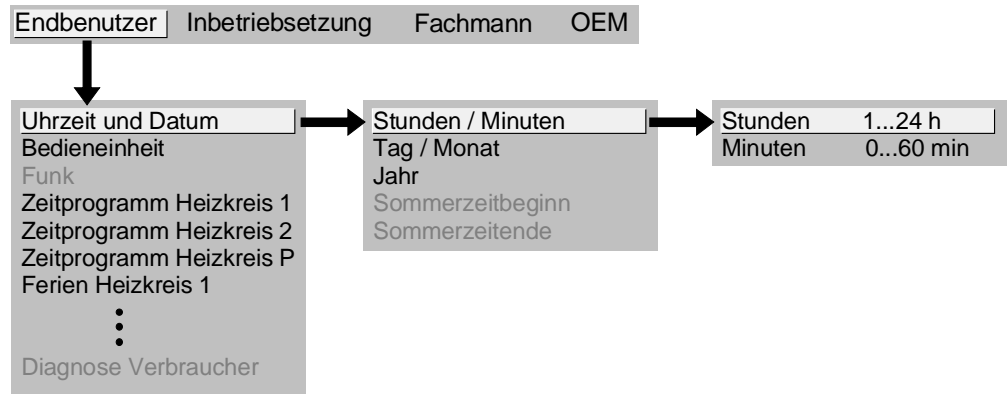 Endbenutzer Inbetriebsetzung Fachmann OEM
Uhrzeit und Datum
Bedieneinheit
Funk
Zeitprogramm Heizkreis 1
Zeitprogramm Heizkreis 2
Zeitprogramm Heizkreis P
Ferien Heizkreis 1
Diagnose Verbraucher
Stunden / Minuten
Tag / Monat
Jahr
Sommerzeitbeginn
Sommerzeitende
Stunden 1...24 h
Minuten 0...60 min